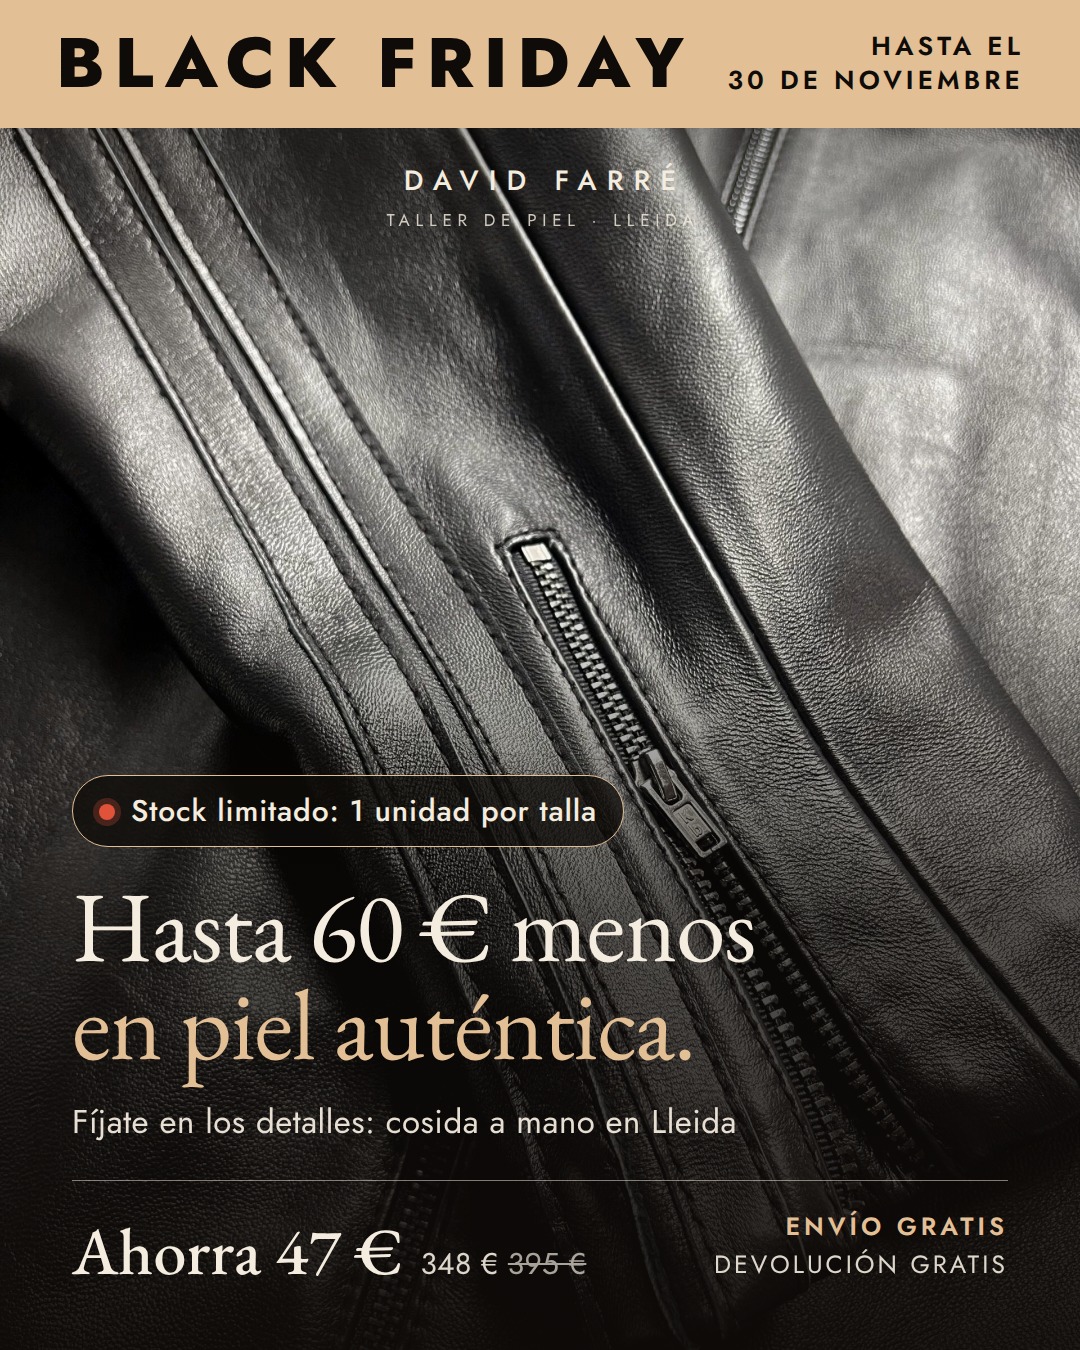 BLACK FRIDAY
HASTA EL
30 DE NOVIEMBRE
DAVID FARRÉ
TALLER DE PIEL · LLEIDA
Stock limitado: 1 unidad por talla
Hasta 60 € menos
en piel auténtica.
Fíjate en los detalles: cosida a mano en Lleida
Ahorra 47 € 348 € 395 €
ENVÍO GRATIS
DEVOLUCIÓN GRATIS